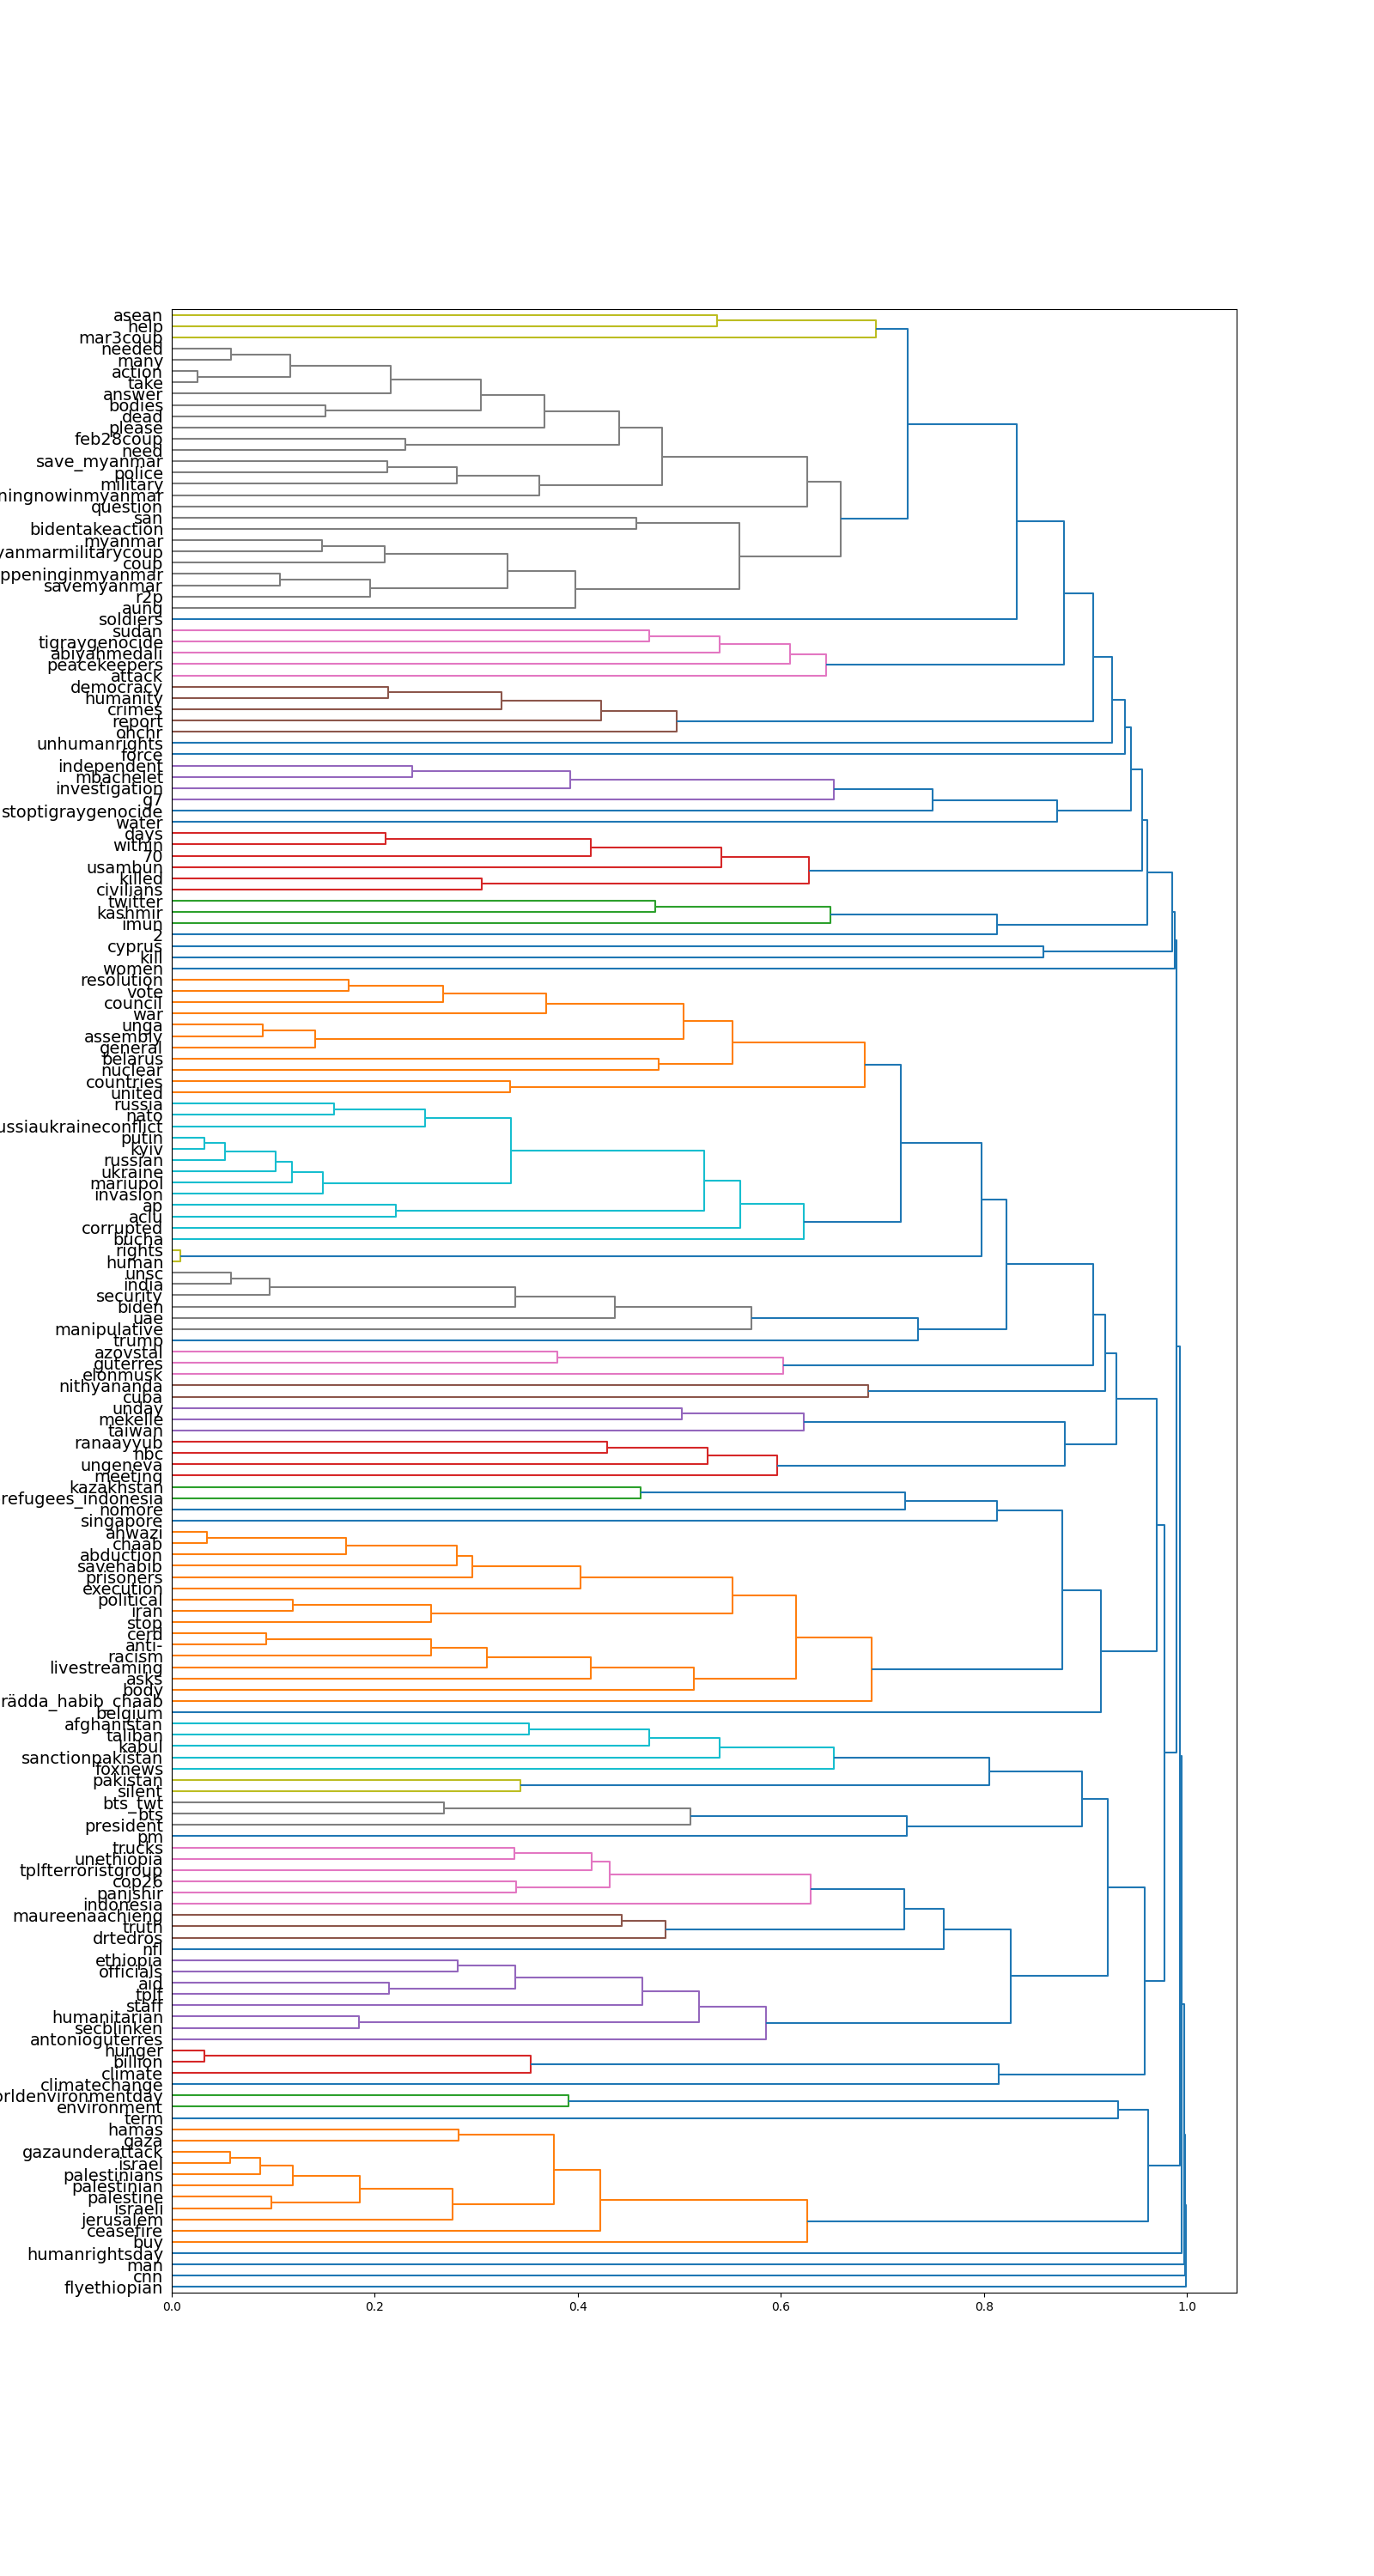 asean
help
mar3coup
needed
many
action
take
answer
bodies
dead
please
feb28coup
need
save_myanmar
police
military
ningnowinmyanmar
question
san
bidentakeaction
myanmar
yanmarmilitarycoup
coup
ppeninginmyanmar
savemyanmar
r2p
aung
soldiers
sudan
tigraygenocide
abiyahmedali
peacekeepers
attack
democracy
humanity
crimes
report
ohchr
unhumanrights
force
independent
mbachelet
investigation
g7
stoptigraygenocide
water
days
within
70
usambun
killed
civilians
twitter
kashmir
imun
2
cyprus
kill
women
resolution
vote
council
war
unga
assembly
general
belarus
nuclear
countries
united
russia
nato
ussiaukraineconflict
putin
kyiv
russian
ukraine
mariupol
invasion
ap
aclu
corrupted
bucha
rights
human
unsc
india
security
biden
uae
manipulative
trump
azovstal
guterres
elonmusk
nithyananda
cuba
unday
mekelle
taiwan
ranaayyub
nbc
ungeneva
meeting
kazakhstan
refugees_indonesia
nomore
singapore
ahwazi
chaab
abduction
savehabib
prisoners
execution
political
iran
stop
cerd
anti-
racism
livestreaming
asks
body
rädda_habib_chaab
belgium
afghanistan
taliban
kabul
sanctionpakistan
foxnews
pakistan
silent
bts_twt
bts
president
pm
trucks
unethiopia
tplfterroristgroup
cop26
panjshir
indonesia
maureenaachieng
truth
drtedros
nfl
ethiopia
officials
aid
tplf
staff
humanitarian
secblinken
antonioguterres
hunger
billion
climate
climatechange
orldenvironmentday
environment
term
hamas
gaza
gazaunderattack
israel
palestinians
palestinian
palestine
israeli
jerusalem
ceasefire
buy
humanrightsday
man
cnn
flyethiopian
0.0 0.2 0.4 0.6 0.8 1.0